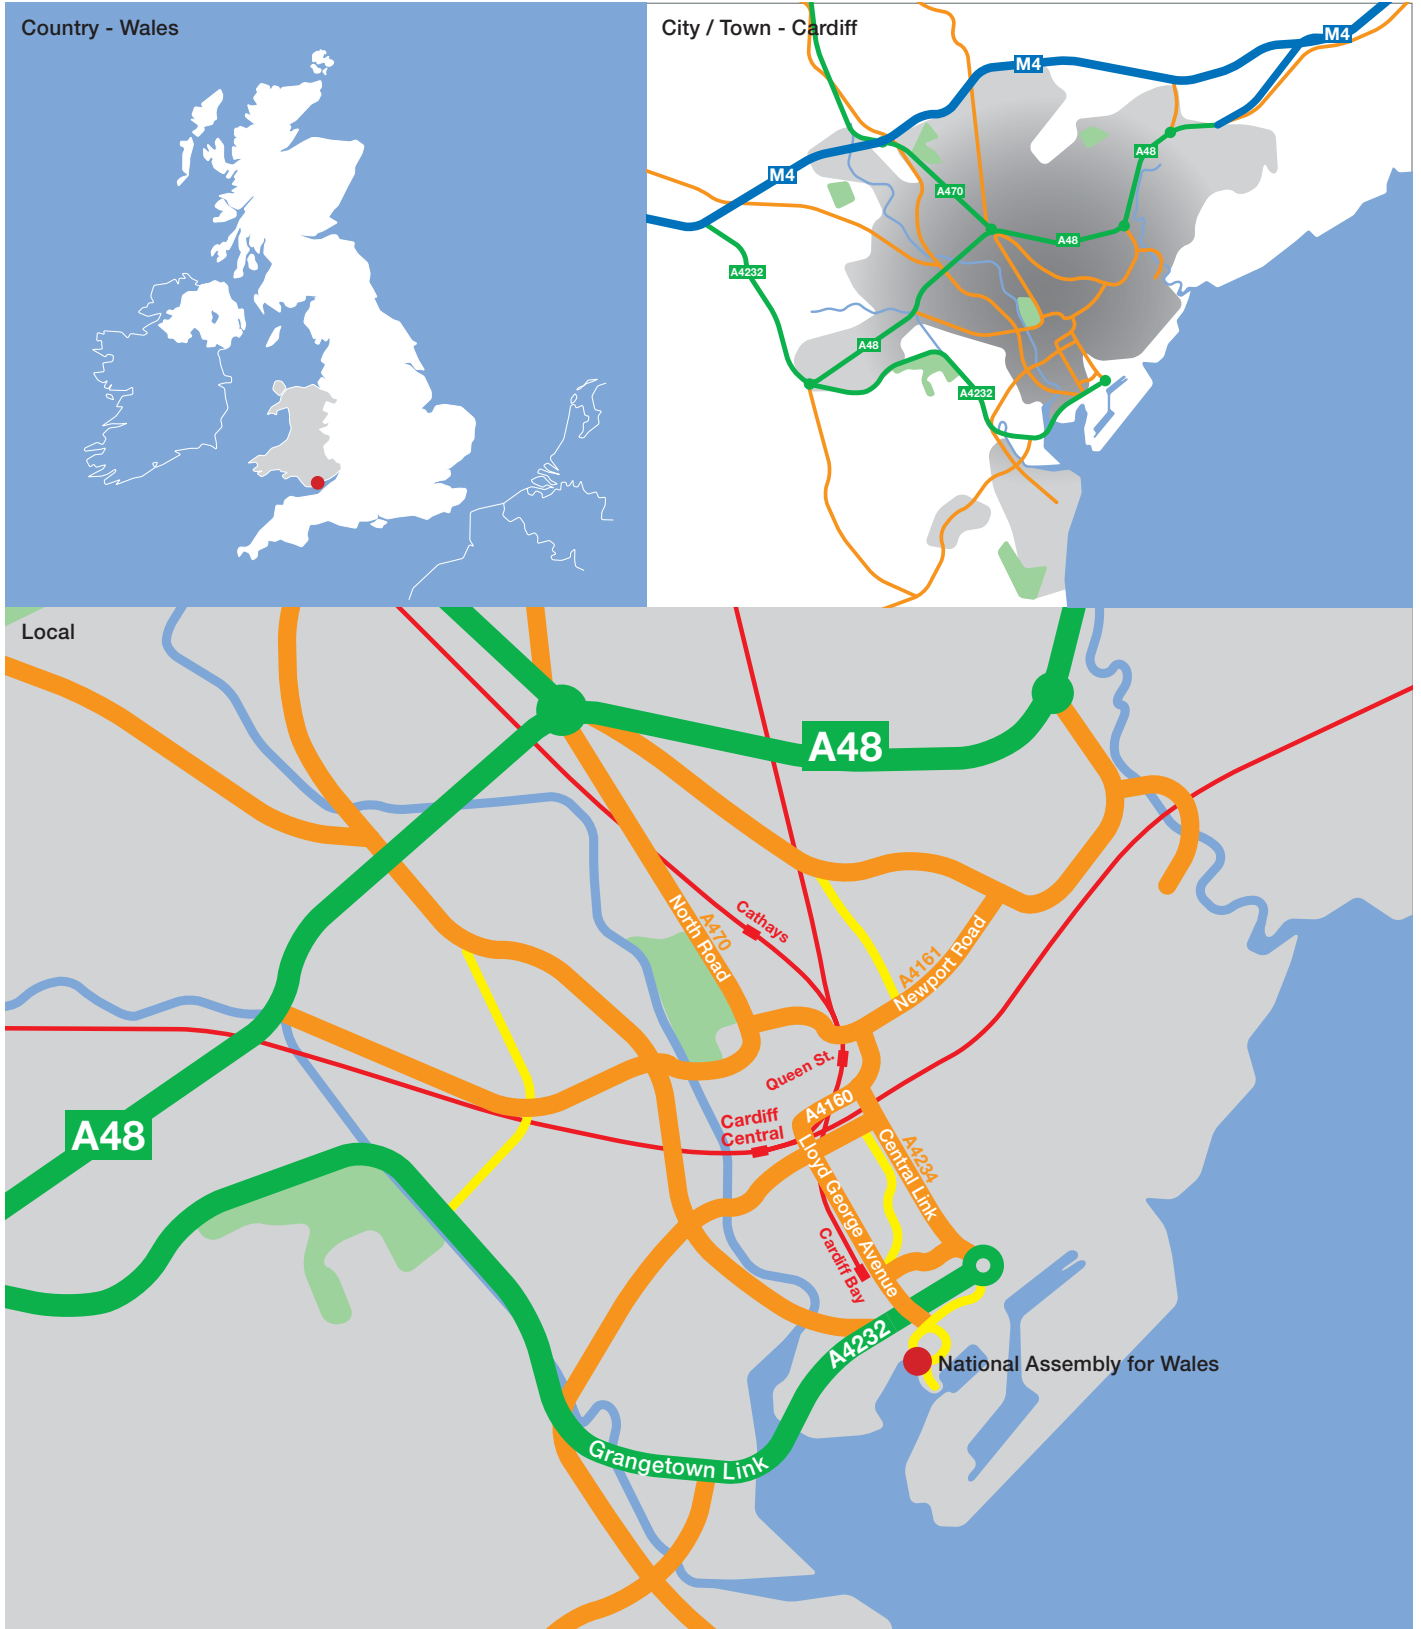 Country - Wales
City / Town - Cardiff
M4
M4
M4
A48
A470
A48
A4232
A48
A4232
Local
A48
Cathays
A470
North Road
A4161
Newport Road
Queen St.
A4160
Cardiff
Central
A48
A4234
Central Link
Lloyd George Avenue
Cardiff Bay
A4232
National Assembly for Wales
Grangetown Link